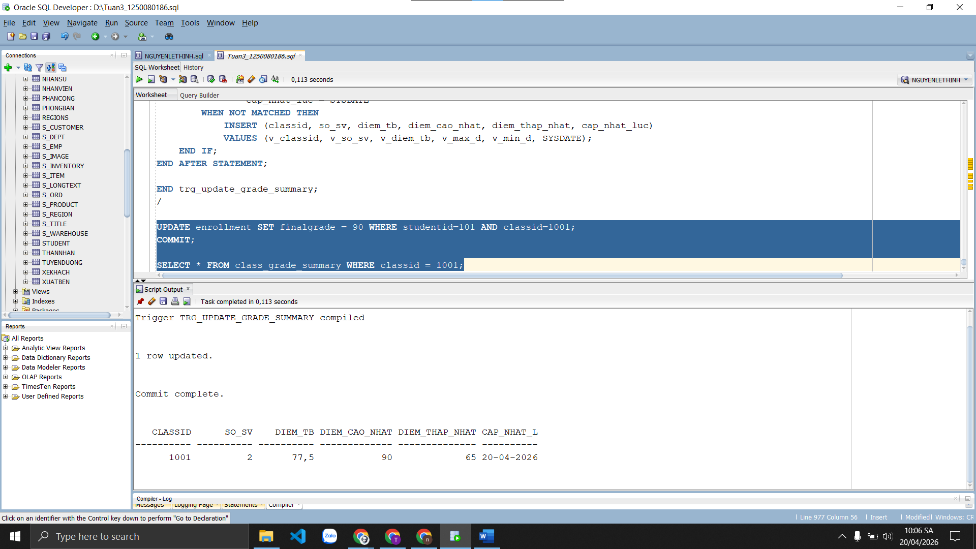 Oracle SQL Developer : D:\Tuan3_1250080186.sql
File Edit View Navigate Run Source Team Tools Window Help
Connections
NHANSU
NHANVIEN
PHANCONG
PHONGBAN
REGIONS
S_CUSTOMER
S_DEPT
S_EMP
S_IMAGE
S_INVENTORY
S_ITEM
S_LONGTEXT
S_ORD
S_PRODUCT
S_REGION
S_TITLE
S_WAREHOUSE
STUDENT
THANNHAN
TUYENDUONG
XEKHACH
XUATBEN
Views
Indexes
Packages
Reports
All Reports
Analytic View Reports
Data Dictionary Reports
Data Modeler Reports
OLAP Reports
TimesTen Reports
User Defined Reports
NGUYENLETHINH.sql Tuan3_1250080186.sql
SQL Worksheet History
0,113 seconds
NGUYENLETHINH
Worksheet Query Builder
cap_nhat_luc = SYSDATE
WHEN NOT MATCHED THEN
INSERT (classid, so_sv, diem_tb, diem_cao_nhat, diem_thap_nhat, cap_nhat_luc)
VALUES (v_classid, v_so_sv, v_diem_tb, v_max_d, v_min_d, SYSDATE);
END IF;
END AFTER STATEMENT;
END trg_update_grade_summary;
/
UPDATE enrollment SET finalgrade = 90 WHERE studentid=101 AND classid=1001;
COMMIT;
SELECT * FROM class_grade_summary WHERE classid = 1001;
Script Output
Task completed in 0,113 seconds
Trigger TRG_UPDATE_GRADE_SUMMARY compiled
1 row updated.
Commit complete.
CLASSID SO_SV DIEM_TB DIEM_CAO_NHAT DIEM_THAP_NHAT CAP_NHAT_L
---------- ---------- ---------- ------------- -------------- ----------
1001 2 77,5 90 65 20-04-2026
Compiler - Log
Messages Logging Page Statements Compiler
Click on an identifier with the Control key down to perform "Go to Declaration"
Line 977 Column 56 Insert Modified Windows: CF
Type here to search
10:06 SA
20/04/2026